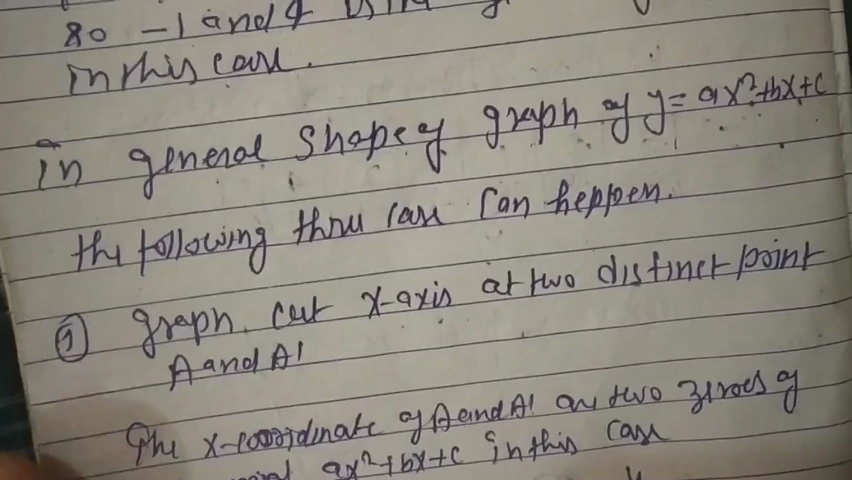 so -1 and 4
in this case.
in general shape of graph of y = ax²+bx+c
the following three case can happen.
① graph cut x-axis at two distinct point
A and A'
The x-coordinate of A and A' are two zeroes of
ax²+bx+c in this case